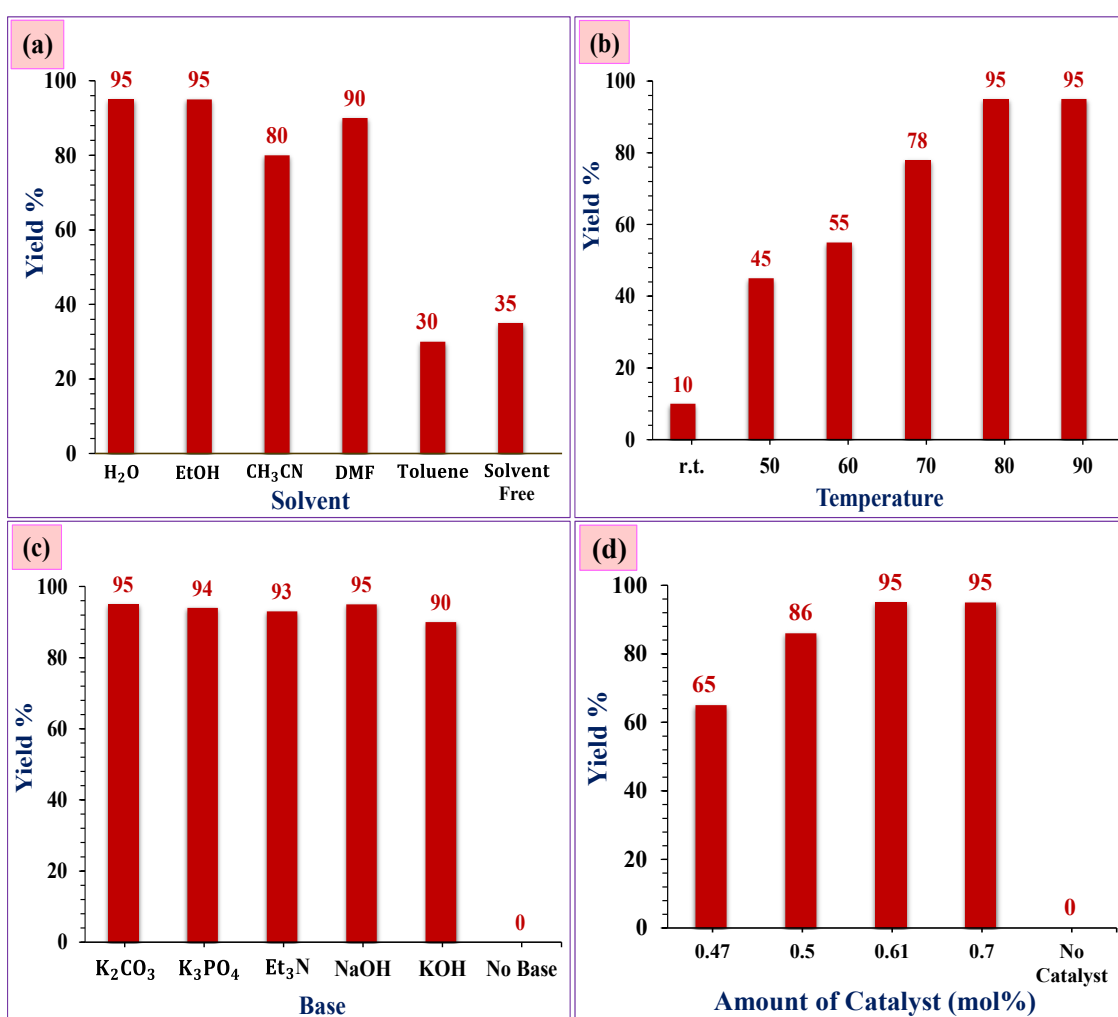 (a)
95 95 80 90 30 35
100
80
60
40
20
0
Yield %
H₂O EtOH CH₃CN DMF Toluene Solvent Free
Solvent
(b)
10 45 55 78 95 95
100
80
60
40
20
0
Yield %
r.t. 50 60 70 80 90
Temperature
(c)
95 94 93 95 90 0
100
80
60
40
20
0
Yield %
K₂CO₃ K₃PO₄ Et₃N NaOH KOH No Base
Base
(d)
65 86 95 95 0
100
80
60
40
20
0
Yield %
0.47 0.5 0.61 0.7 No Catalyst
Amount of Catalyst (mol%)